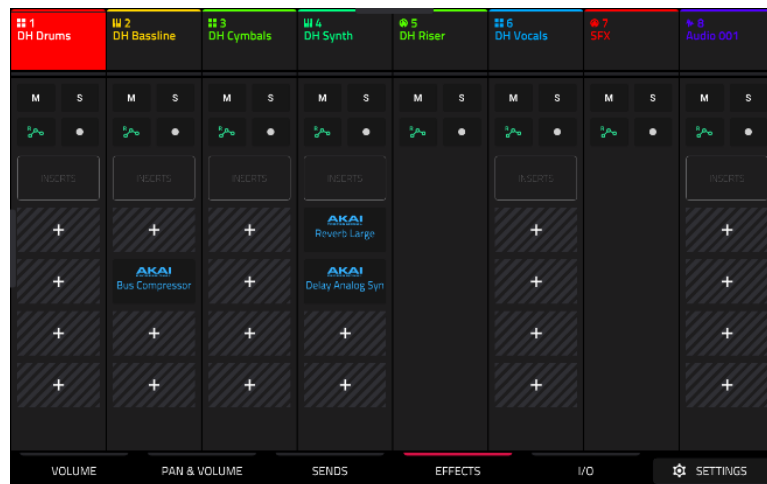 1 2 3 4 5 6 7 8
DH Drums DH Bassline DH Cymbals DH Synth DH Riser DH Vocals SFX Audio 001
M S M S M S M S M S M S M S M S
INSERTS INSERTS INSERTS INSERTS INSERTS INSERTS
AKAI
Reverb Large
AKAI AKAI
Bus Compressor Delay Analog Syn
VOLUME PAN & VOLUME SENDS EFFECTS I/O SETTINGS